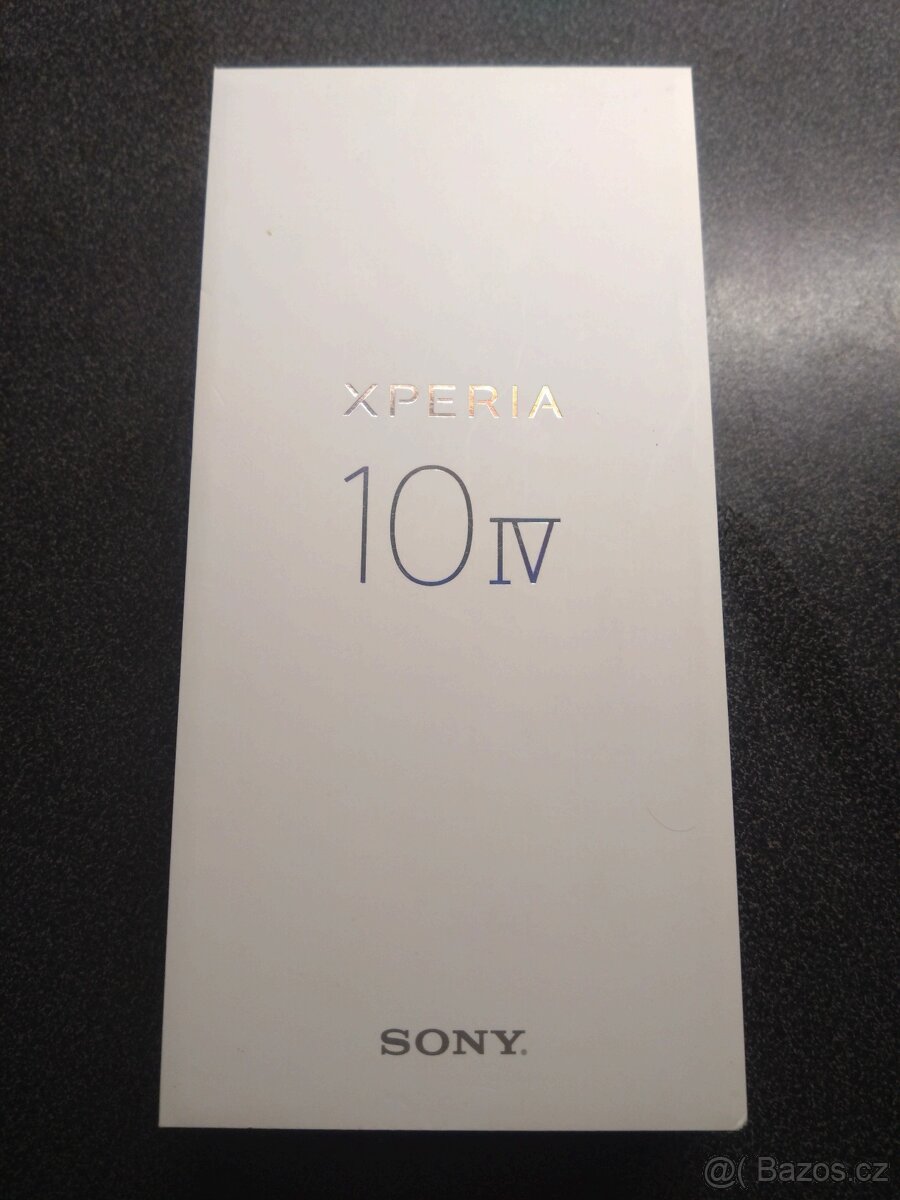 XPERIA
10 IV
SONY.
@( Bazos.cz